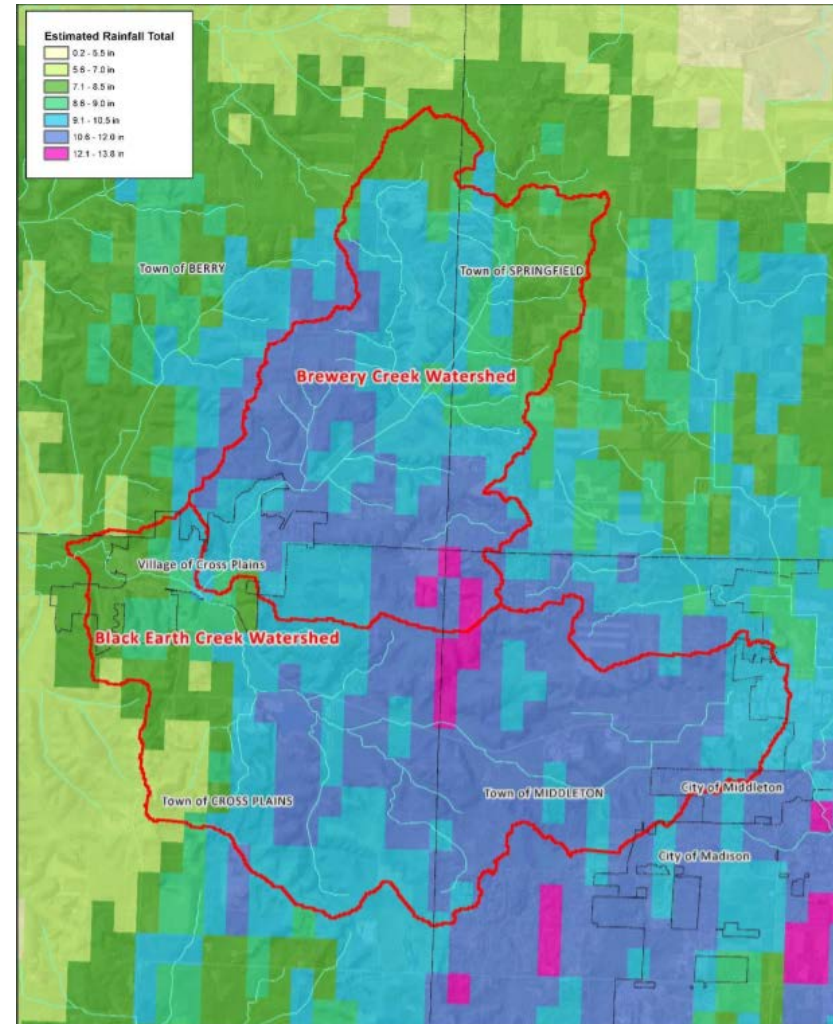 Estimated Rainfall Total
0.2 - 5.5 in
5.6 - 7.0 in
7.1 - 8.5 in
8.6 - 9.0 in
9.1 - 10.5 in
10.6 - 12.0 in
12.1 - 13.8 in
Town of BERRY
Town of SPRINGFIELD
Brewery Creek Watershed
Village of Cross Plains
Black Earth Creek Watershed
Town of CROSS PLAINS
Town of MIDDLETON
City of Middleton
City of Madison